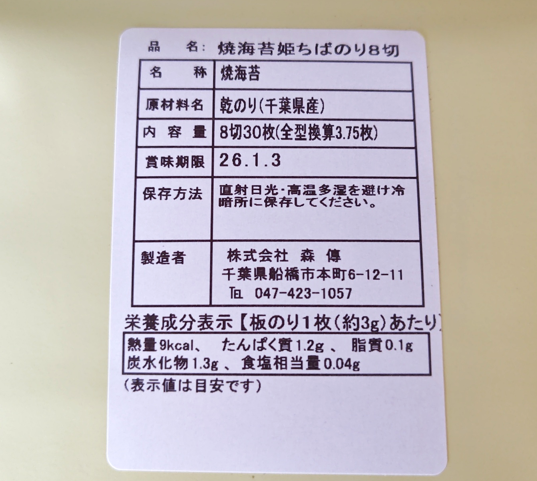 品 名: 焼海苔姫ちばのり8切
名 称 焼海苔
原材料名 乾のり(千葉県産)
内 容 量 8切30枚(全型換算3.75枚)
賞味期限 26.1.3
保存方法 直射日光・高温多湿を避け冷
暗所に保存してください。
製造者 株式会社 森 傳
千葉県船橋市本町6-12-11
℡ 047-423-1057
栄養成分表示【板のり1枚(約3g)あたり】
熱量9kcal、 たんぱく質1.2g 、 脂質0.1g
炭水化物1.3g 、食塩相当量0.04g
(表示値は目安です)